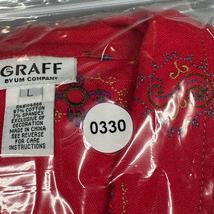 GRAFF
BY UM COMPANY
L
97% COTTON
3% SPANDEX
EXCLUSIVE OF
DECORATION
MADE IN CHINA
SEE REVERSE
FOR CARE
INSTRUCTIONS
0330